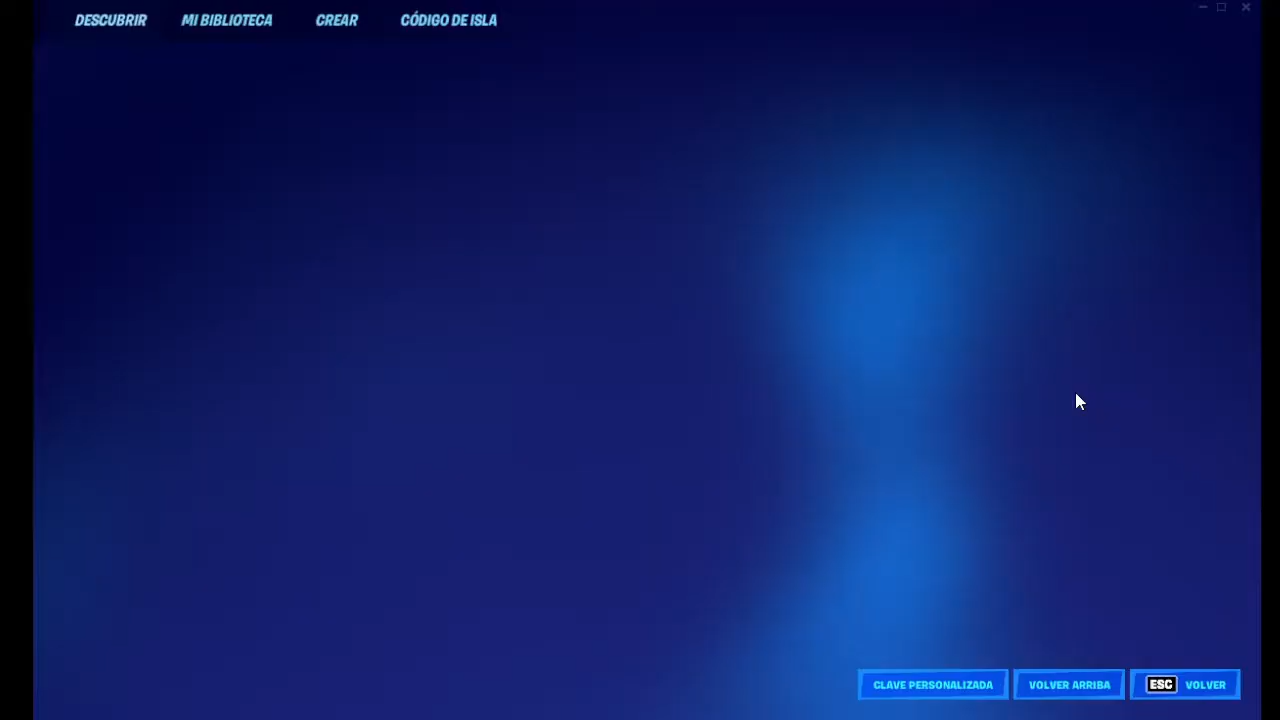 DESCUBRIR MI BIBLIOTECA CREAR CÓDIGO DE ISLA
CLAVE PERSONALIZADA VOLVER ARRIBA ESC VOLVER